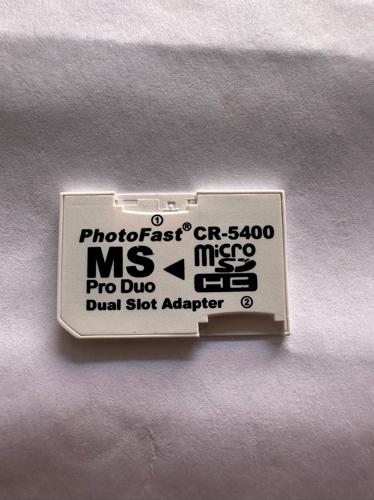 ①
PhotoFast® CR-5400
MS ◀ micro SD HC
Pro Duo
Dual Slot Adapter ②